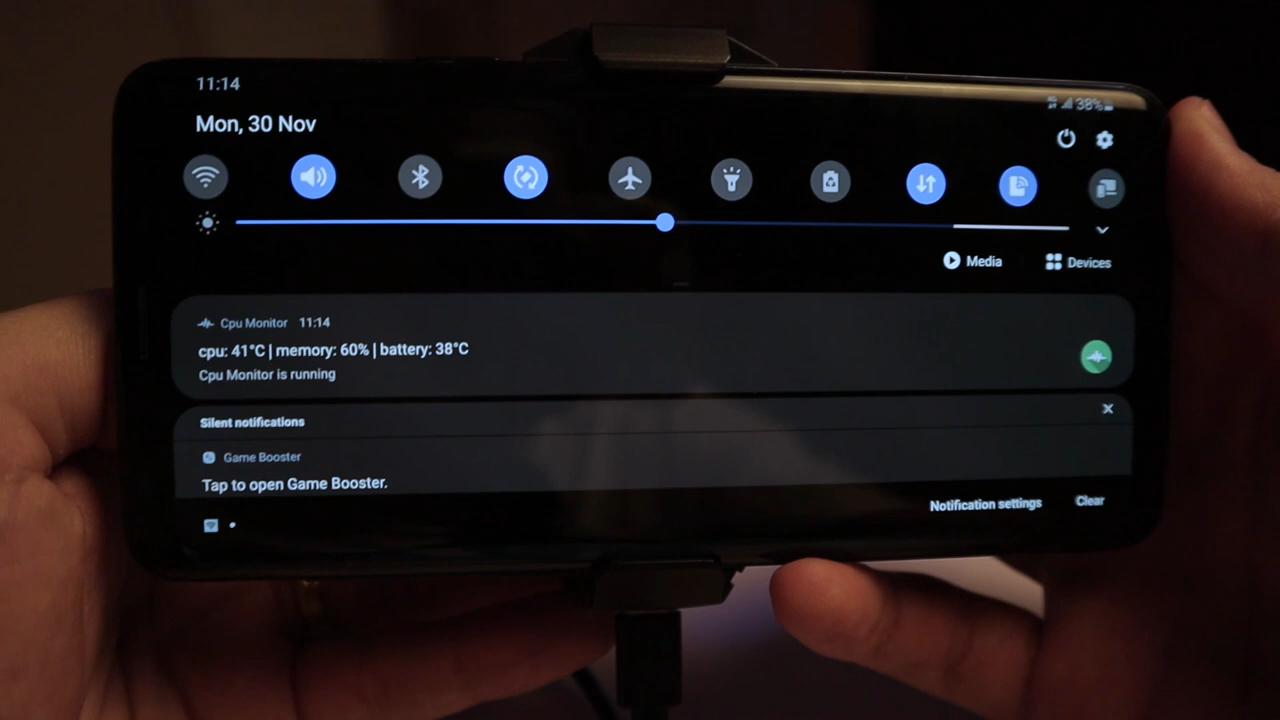 11:14
38%
Mon, 30 Nov
Media
Devices
Cpu Monitor 11:14
cpu: 41°C | memory: 60% | battery: 38°C
Cpu Monitor is running
Silent notifications
Game Booster
Tap to open Game Booster.
Notification settings
Clear